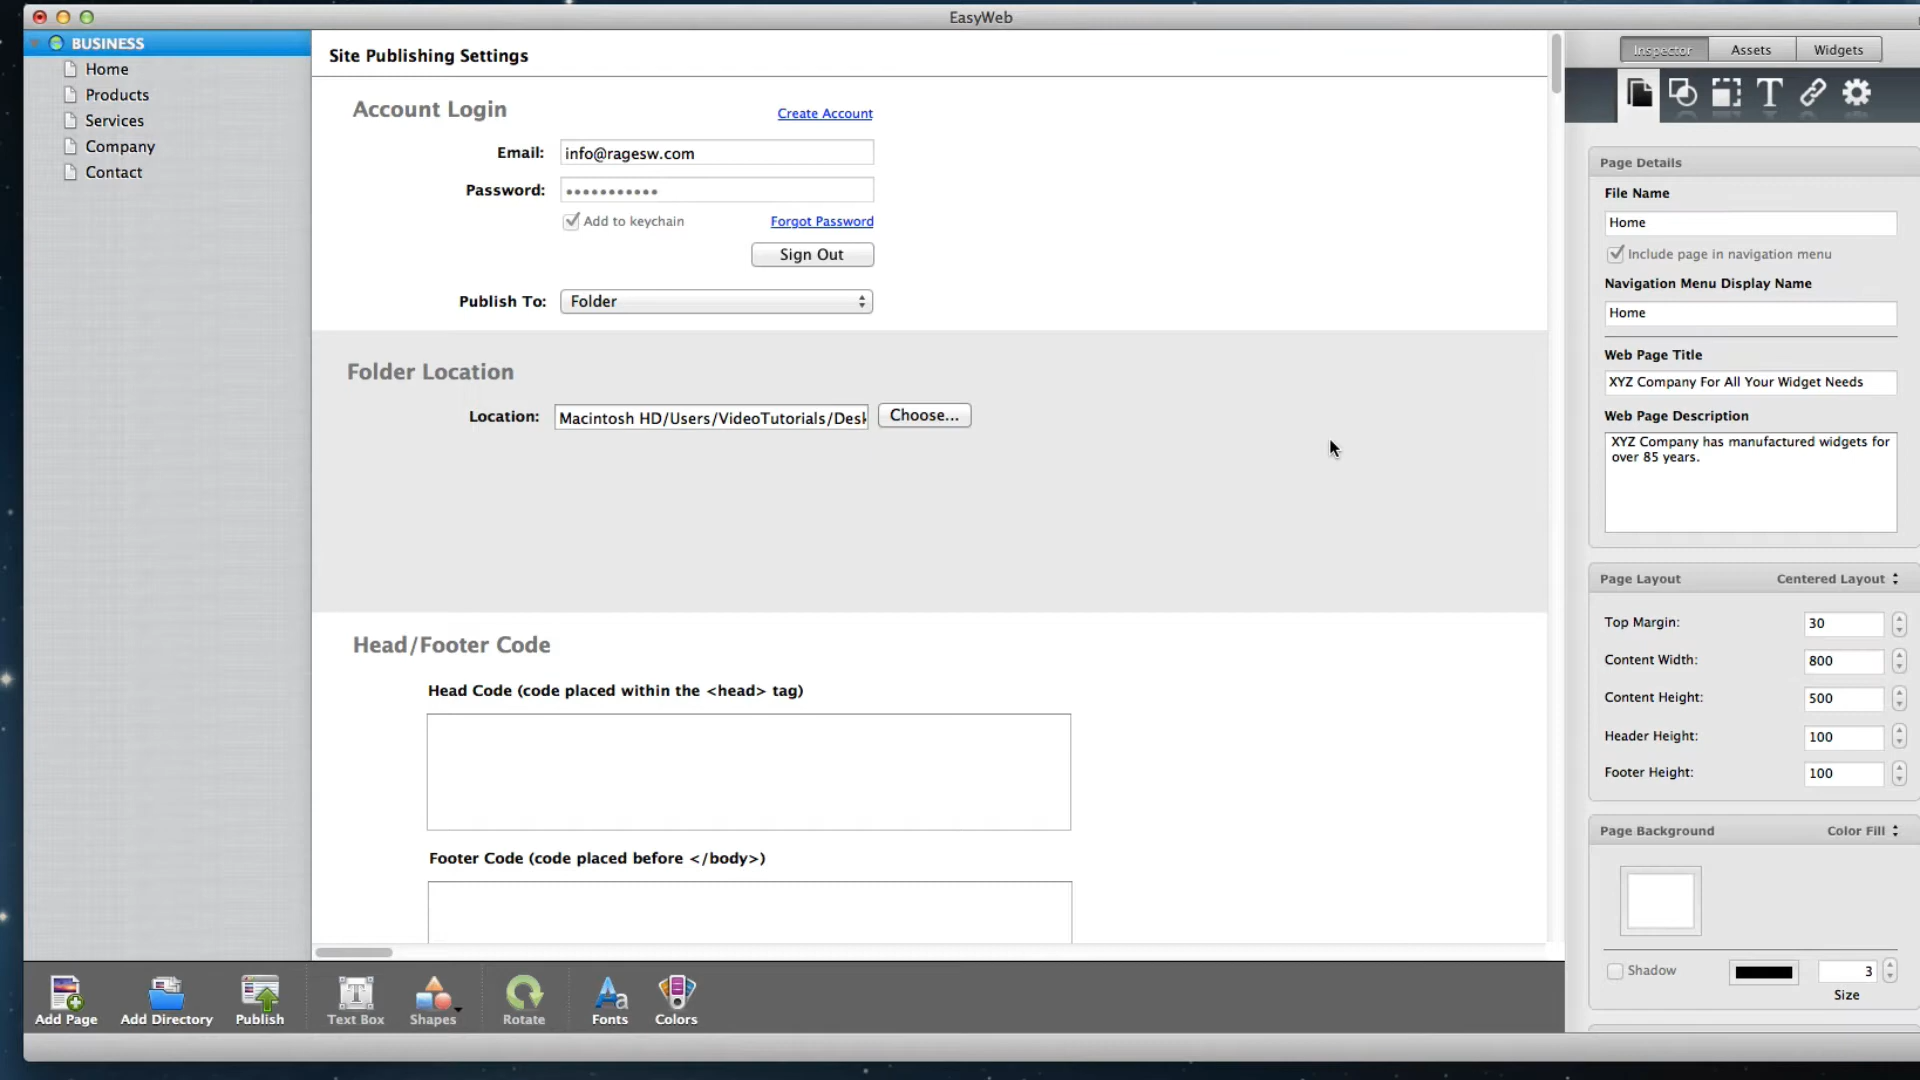 EasyWeb
BUSINESS
Home
Products
Services
Company
Contact
Site Publishing Settings
Account Login
Create Account
Email:
info@ragesw.com
Password:
Add to keychain
Forgot Password
Sign Out
Publish To:
Folder
Folder Location
Location:
Macintosh HD/Users/VideoTutorials/Desk
Choose...
Head/Footer Code
Head Code (code placed within the <head> tag)
Footer Code (code placed before </body>)
Inspector
Assets
Widgets
Page Details
File Name
Home
Include page in navigation menu
Navigation Menu Display Name
Home
Web Page Title
XYZ Company For All Your Widget Needs
Web Page Description
XYZ Company has manufactured widgets for
over 85 years.
Page Layout
Centered Layout
Top Margin:
30
Content Width:
800
Content Height:
500
Header Height:
100
Footer Height:
100
Page Background
Color Fill
Shadow
3
Size
Add Page
Add Directory
Publish
Text Box
Shapes
Rotate
Fonts
Colors